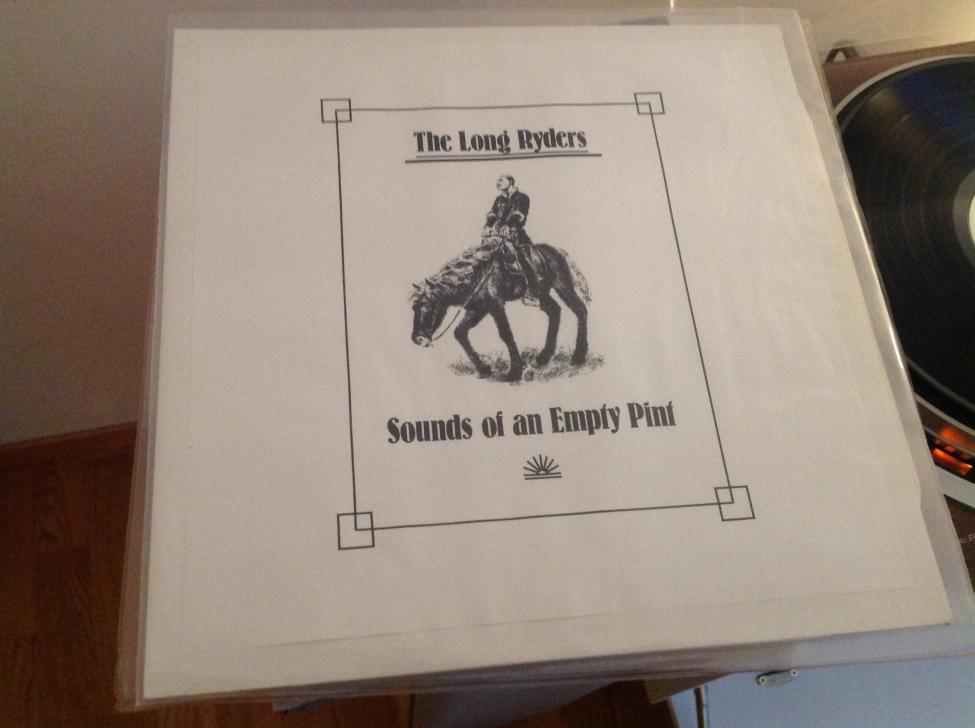 The Long Ryders
Sounds of an Empty Pint